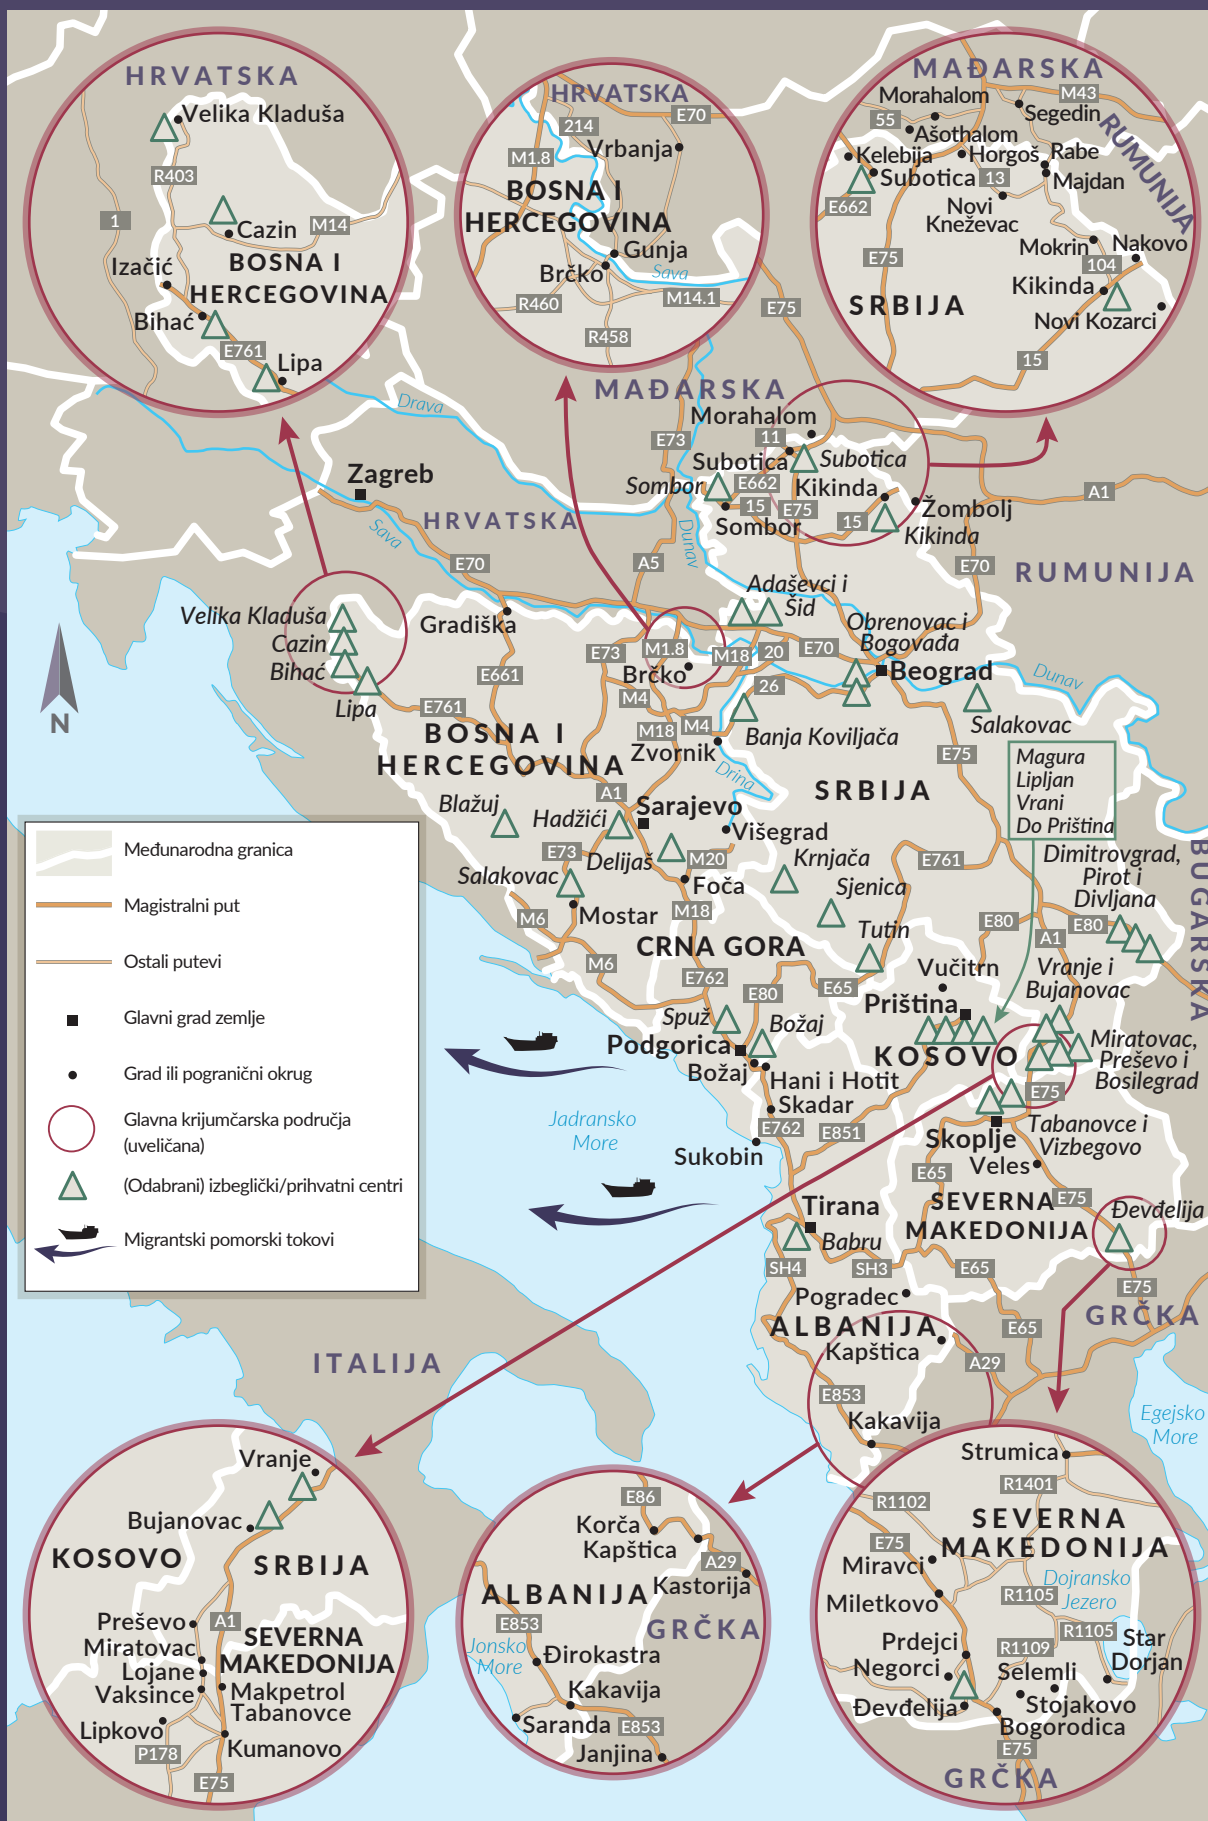 HRVATSKA
Velika Kladuša
R403
1
Cazin
M14
Izačić
BOSNA I
HERCEGOVINA
Bihać
E761
Lipa
HRVATSKA
214
E70
M1.8
Vrbanja
BOSNA I
HERCEGOVINA
Gunja
Brčko
Sava
R460
M14.1
R458
MAĐARSKA
Morahalom
M43
Segedin
55
Ašothalom
RUMUNIJA
Kelebija
Horgoš
Rabe
Subotica
13
Majdan
E662
Novi
Kneževac
Mokrin
Nakovo
E75
104
Kikinda
SRBIJA
Novi Kozarci
15
E75
MAĐARSKA
Drava
Morahalom
11
E73
Subotica
Subotica
Zagreb
Sombor
E662
Kikinda
A1
15
E75
Žombolj
HRVATSKA
Sombor
15
Kikinda
Sava
Dunav
E70
A5
E70
RUMUNIJA
Adaševci i
Šid
Velika Kladuša
Gradiška
Obrenovac i
Bogovađa
Cazin
E73
M1.8
M18
20
E70
Bihać
E661
Brčko
Beograd
Dunav
26
Lipa
E761
M4
Salakovac
BOSNA I
HERCEGOVINA
M18
M4
Banja Koviljača
Zvornik
E75
Magura
Lipljan
Vrani
Do Priština
Drina
SRBIJA
A1
Blažuj
Hadžići
Sarajevo
Višegrad
E73
Delijaš
M20
Krnjača
E761
Dimitrovgrad,
Pirot i
Divljana
BUGARSKA
Salakovac
Foča
Sjenica
M6
Mostar
M18
Tutin
E80
E80
CRNA GORA
A1
M6
E762
Vučitrn
Vranje i
Bujanovac
E80
E65
Spuž
Božaj
Priština
Podgorica
KOSOVO
Miratovac,
Preševo i
Bosilegrad
Božaj
Hani i Hotit
E75
Skadar
Jadransko
More
E762
E851
Skoplje
Tabanovce i
Vizbegovo
Sukobin
Veles
E65
Tirana
SEVERNA
MAKEDONIJA
E75
Đevđelija
Babru
SH4
SH3
E65
E75
Pogradec
GRČKA
ALBANIJA
E65
Kapštica
A29
ITALIJA
E853
Kakavija
Egejsko
More
N
Međunarodna granica
Magistralni put
Ostali putevi
Glavni grad zemlje
Grad ili pogranični okrug
Glavna krijumčarska područja
(uveličana)
(Odabrani) izbeglički/prihvatni centri
Migrantski pomorski tokovi
Vranje
Bujanovac
KOSOVO
SRBIJA
Preševo
A1
Miratovac
SEVERNA
MAKEDONIJA
Lojane
Vaksince
Makpetrol
Tabanovce
Lipkovo
P178
Kumanovo
E75
E86
Korča
Kapštica
A29
ALBANIJA
Kastorija
E853
GRČKA
Jonsko
More
Đirokastra
Kakavija
Saranda
E853
Janjina
Strumica
R1401
R1102
SEVERNA
MAKEDONIJA
E75
Miravci
Dojransko
Jezero
Miletkovo
R1105
R1105
Prdejci
R1109
Star
Dorjan
Negorci
Selemli
Đevđelija
Stojakovo
Bogorodica
E75
GRČKA